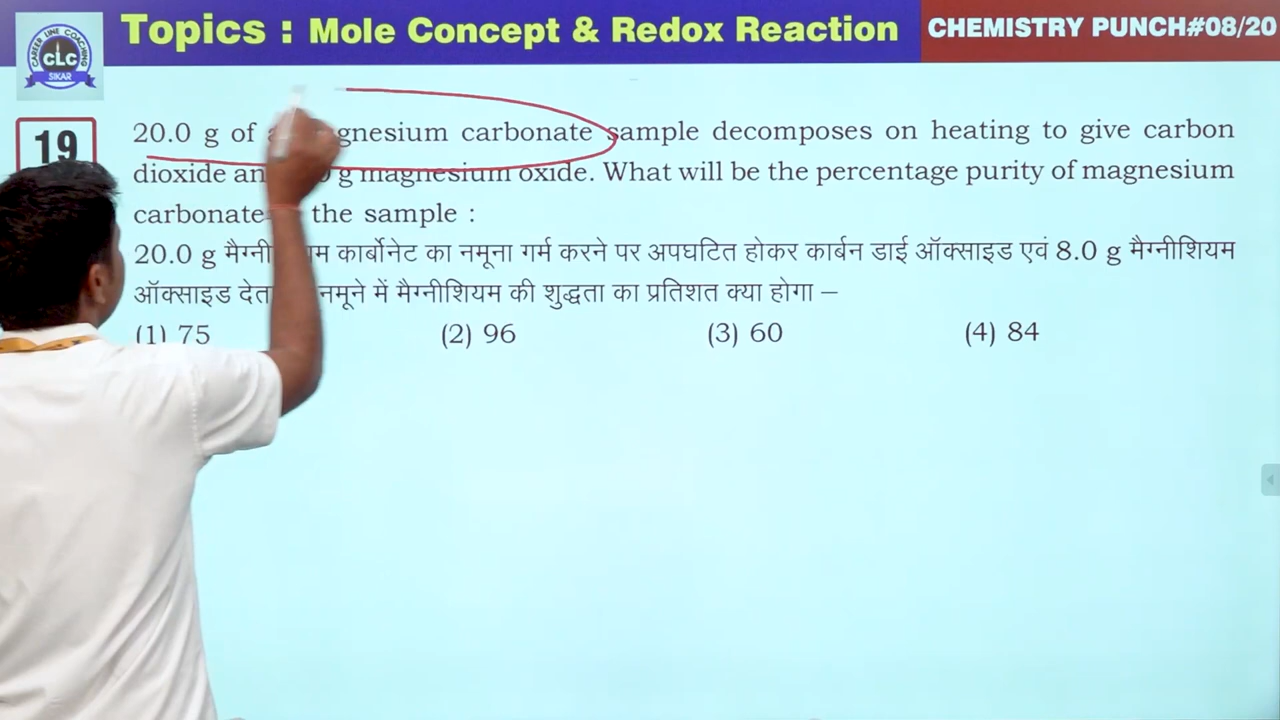 Topics : Mole Concept & Redox Reaction
CHEMISTRY PUNCH#08/20
CAREER LINE COACHING
CLC
SIKAR
19
20.0 g of gnesium carbonate sample decomposes on heating to give carbon
dioxide an g magnesium oxide. What will be the percentage purity of magnesium
carbonate the sample :
20.0 g मैग्नी म कार्बोनेट का नमूना गर्म करने पर अपघटित होकर कार्बन डाई ऑक्साइड एवं 8.0 g मैग्नीशियम
ऑक्साइड देत नमूने में मैग्नीशियम की शुद्धता का प्रतिशत क्या होगा –
(1) 75 (2) 96 (3) 60 (4) 84